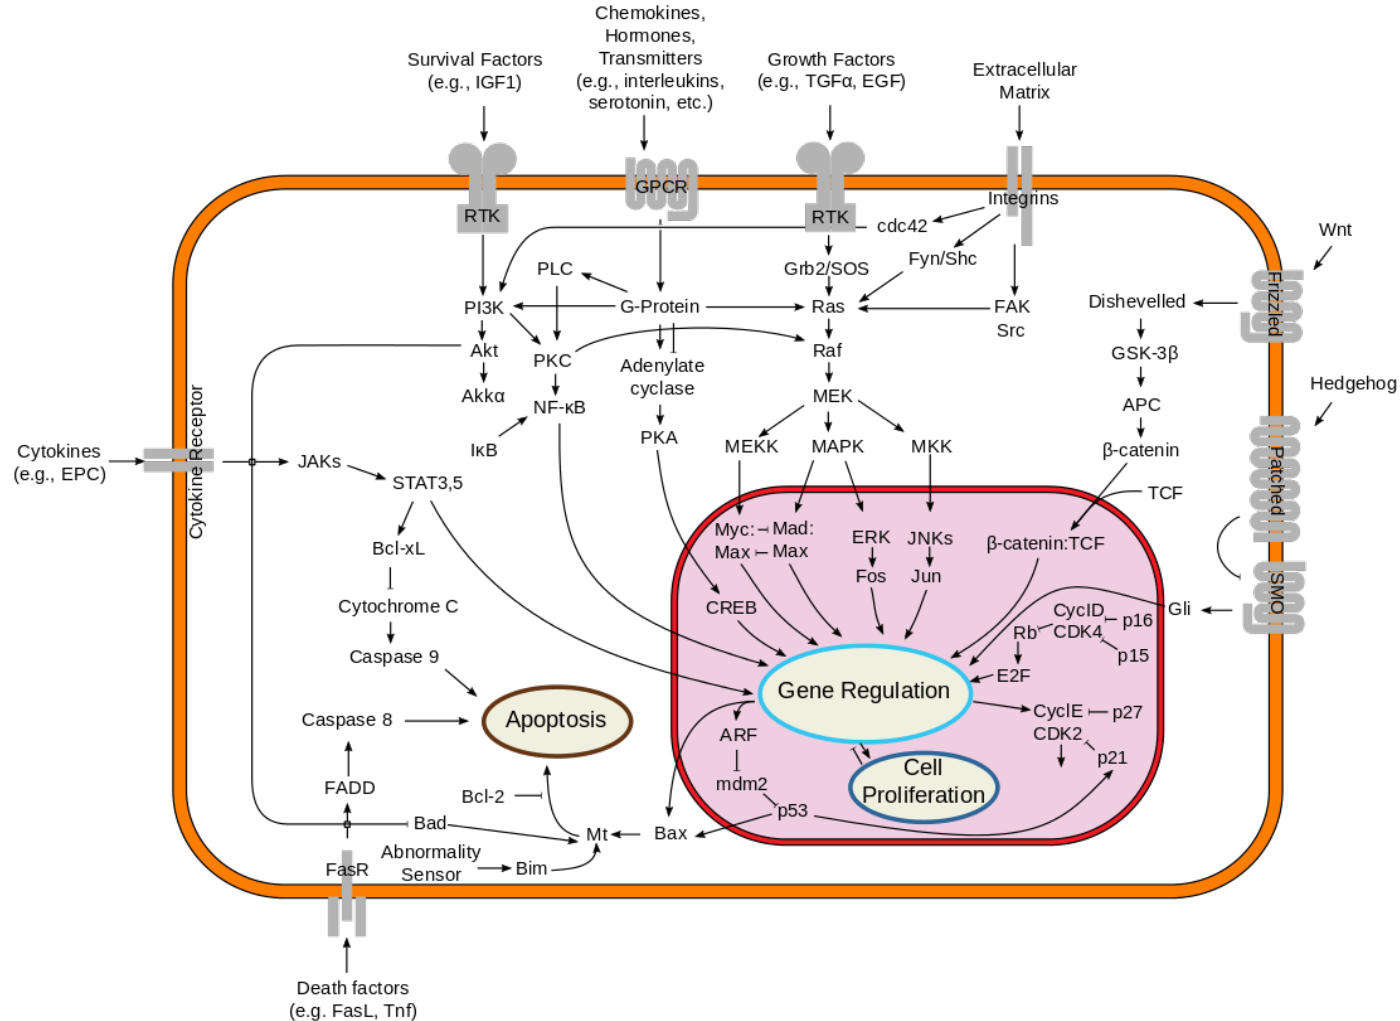 Chemokines,
Hormones,
Transmitters
(e.g., interleukins,
serotonin, etc.)
Survival Factors
(e.g., IGF1)
Growth Factors
(e.g., TGFα, EGF)
Extracellular
Matrix
RTK
GPCR
RTK
Integrins
cdc42
Wnt
Fyn/Shc
PLC
Grb2/SOS
Frizzled
Dishevelled
PI3K
G-Protein
Ras
FAK
Src
Akt
PKC
Adenylate
cyclase
Raf
GSK-3β
Akkα
NF-κB
MEK
APC
Hedgehog
Cytokines
(e.g., EPC)
Cytokine Receptor
JAKs
STAT3,5
IκB
PKA
MEKK
MAPK
MKK
β-catenin
TCF
Patched
Bcl-xL
Myc:
Max
Mad:
Max
ERK
JNKs
β-catenin:TCF
Fos
Jun
SMO
Cytochrome C
CREB
Gli
CyclD
CDK4
p16
Rb
p15
Caspase 9
E2F
Gene Regulation
Apoptosis
Caspase 8
CyclE
CDK2
p27
ARF
p21
FADD
mdm2
Cell
Proliferation
Bcl-2
p53
Bad
Mt
Bax
Abnormality
Sensor
Bim
FasR
Death factors
(e.g. FasL, Tnf)